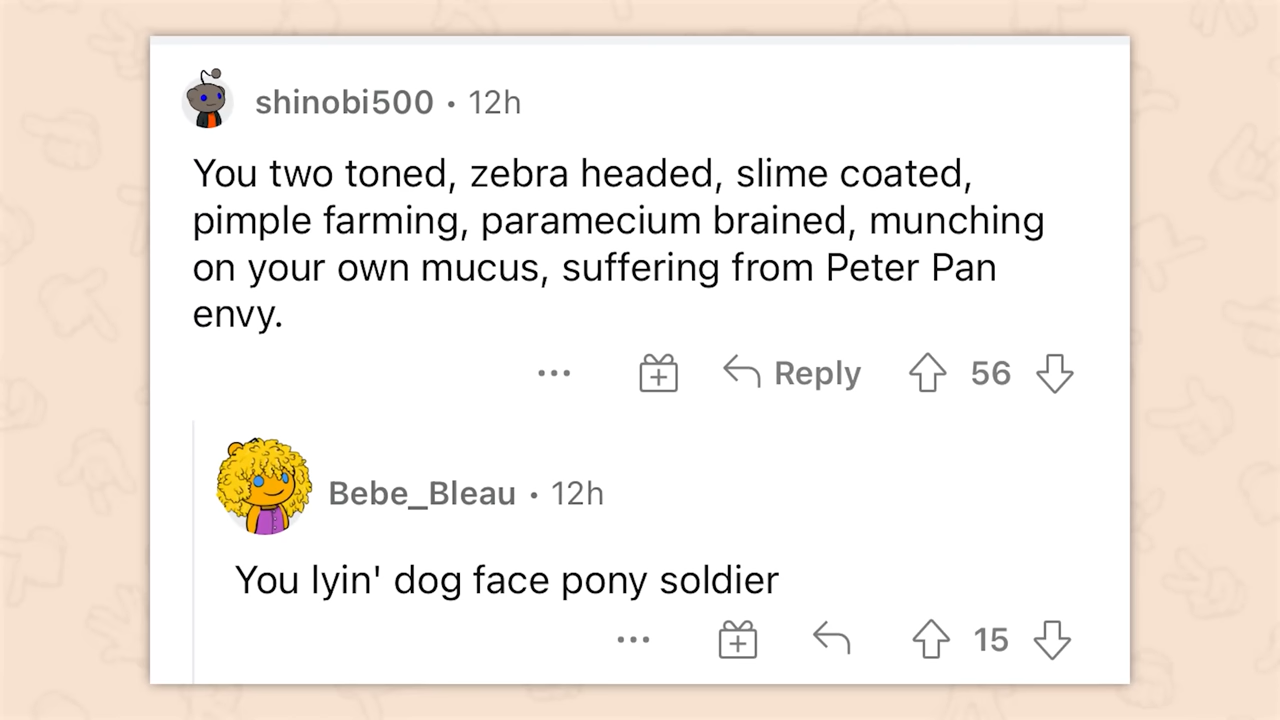 shinobi500 • 12h
You two toned, zebra headed, slime coated,
pimple farming, paramecium brained, munching
on your own mucus, suffering from Peter Pan
envy.
Reply 56
Bebe_Bleau • 12h
You lyin' dog face pony soldier
15